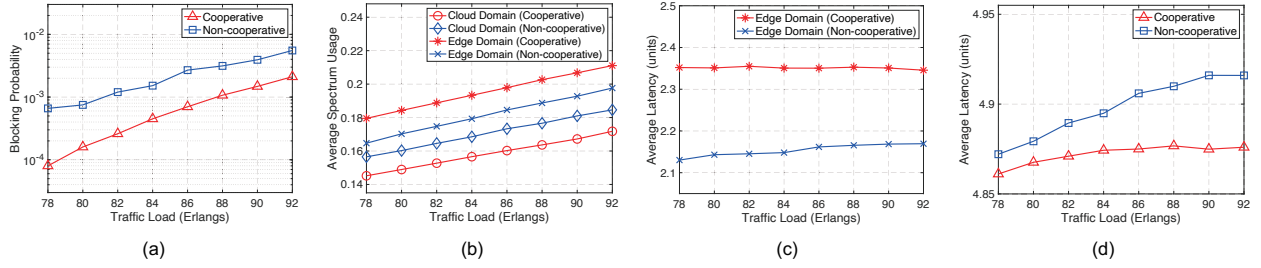 Cooperative
Non-cooperative
10⁻²
10⁻³
10⁻⁴
Blocking Probability
78 80 82 84 86 88 90 92
Traffic Load (Erlangs)
(a)
Cloud Domain (Cooperative)
Cloud Domain (Non-cooperative)
Edge Domain (Cooperative)
Edge Domain (Non-cooperative)
0.24
0.22
0.2
0.18
0.16
0.14
Average Spectrum Usage
78 80 82 84 86 88 90 92
Traffic Load (Erlangs)
(b)
Edge Domain (Cooperative)
Edge Domain (Non-cooperative)
2.5
2.4
2.3
2.2
2.1
Average Latency (units)
78 80 82 84 86 88 90 92
Traffic Load (Erlangs)
(c)
Cooperative
Non-cooperative
4.95
4.9
4.85
Average Latency (units)
78 80 82 84 86 88 90 92
Traffic Load (Erlangs)
(d)